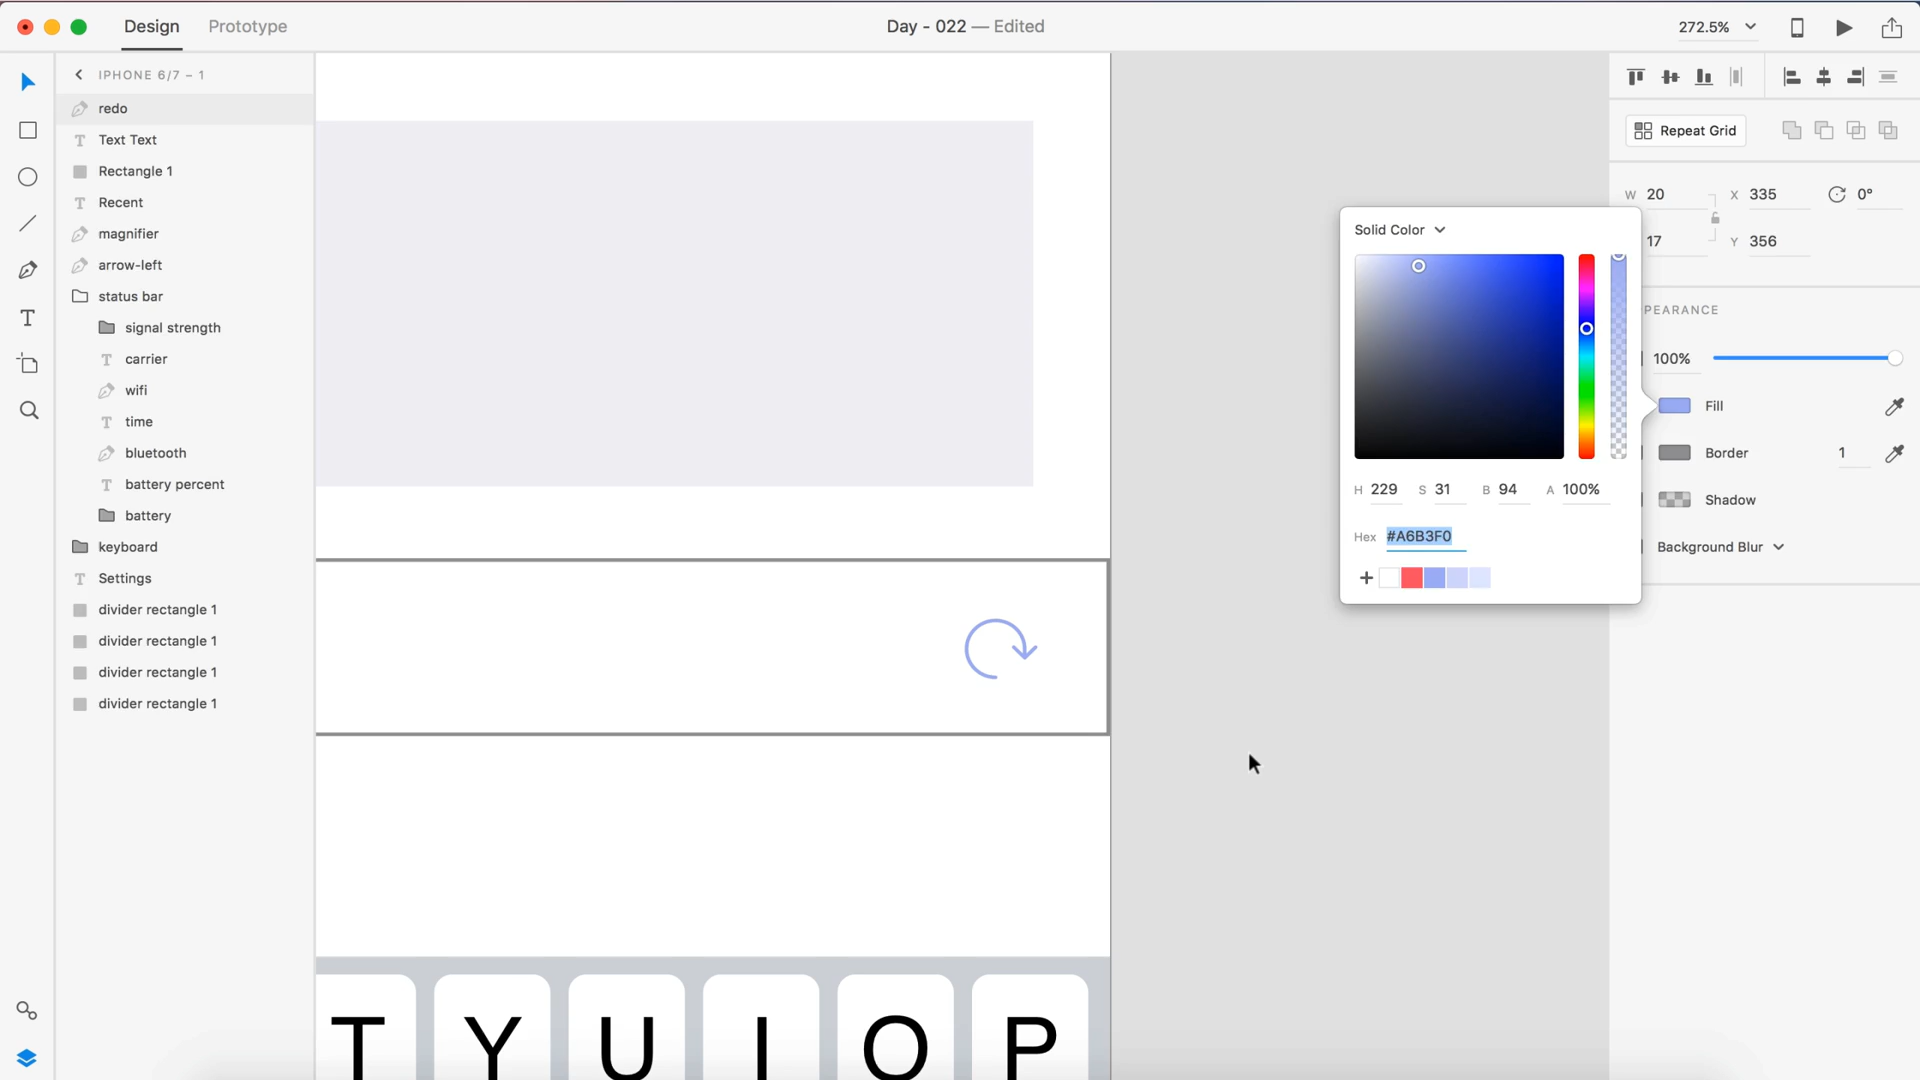 Design Prototype Day - 022 — Edited 272.5%
IPHONE 6/7 – 1
redo
Text Text
Rectangle 1
Recent
magnifier
arrow-left
status bar
signal strength
carrier
wifi
time
bluetooth
battery percent
battery
keyboard
Settings
divider rectangle 1
divider rectangle 1
divider rectangle 1
divider rectangle 1
T Y U I O P
Solid Color
H 229 S 31 B 94 A 100%
Hex #A6B3F0
Repeat Grid
W 20 X 335 0°
17 Y 356
PEARANCE
100%
Fill
Border 1
Shadow
Background Blur